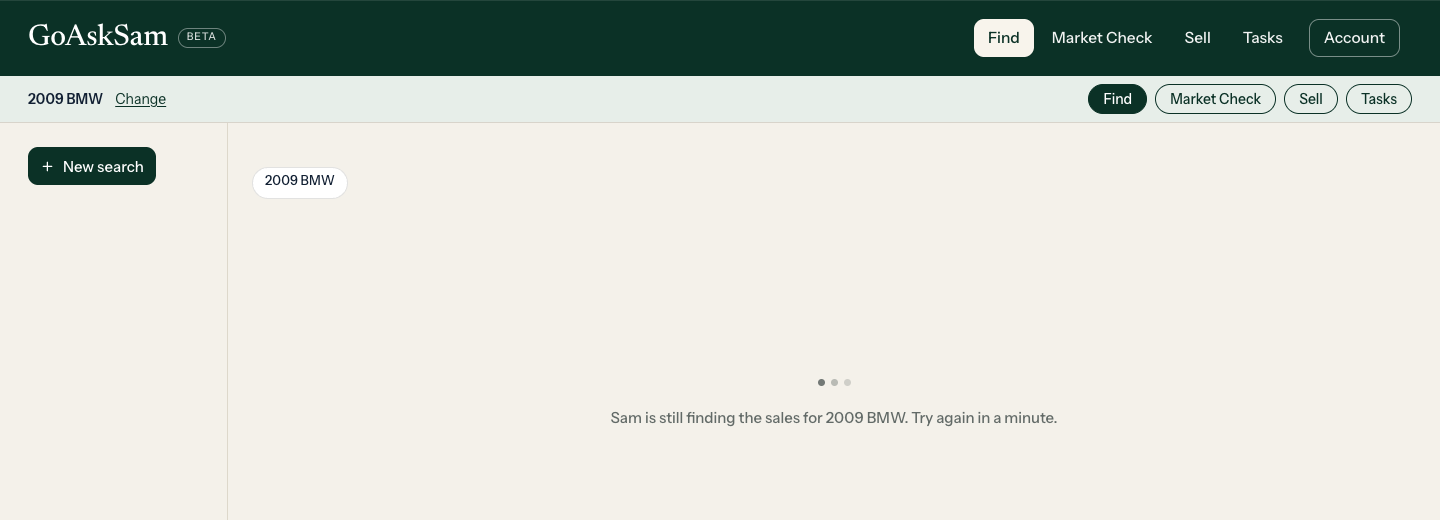 GoAskSam BETA Find Market Check Sell Tasks Account
2009 BMW Change Find Market Check Sell Tasks
+ New search
2009 BMW
Sam is still finding the sales for 2009 BMW. Try again in a minute.